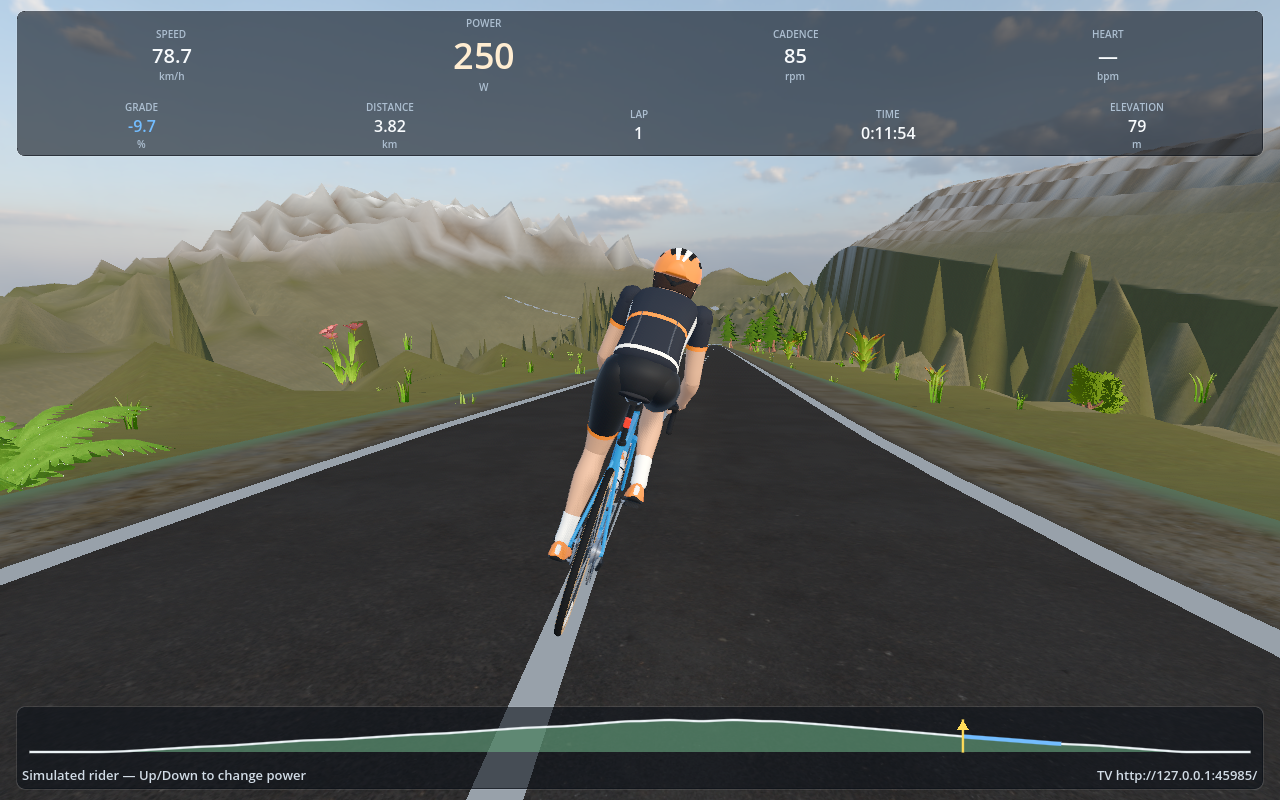 SPEED
78.7
km/h
POWER
250
W
CADENCE
85
rpm
HEART
—
bpm
GRADE
-9.7
%
DISTANCE
3.82
km
LAP
1
TIME
0:11:54
ELEVATION
79
m
Simulated rider — Up/Down to change power
TV http://127.0.0.1:45985/